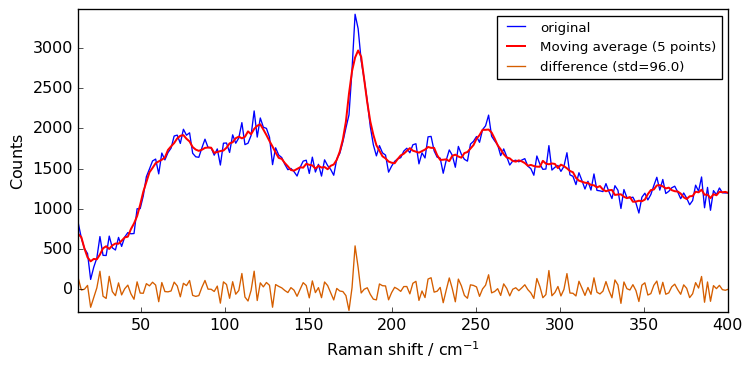 original
Moving average (5 points)
difference (std=96.0)
Counts
3000
2500
2000
1500
1000
500
0
50 100 150 200 250 300 350 400
Raman shift / cm⁻¹